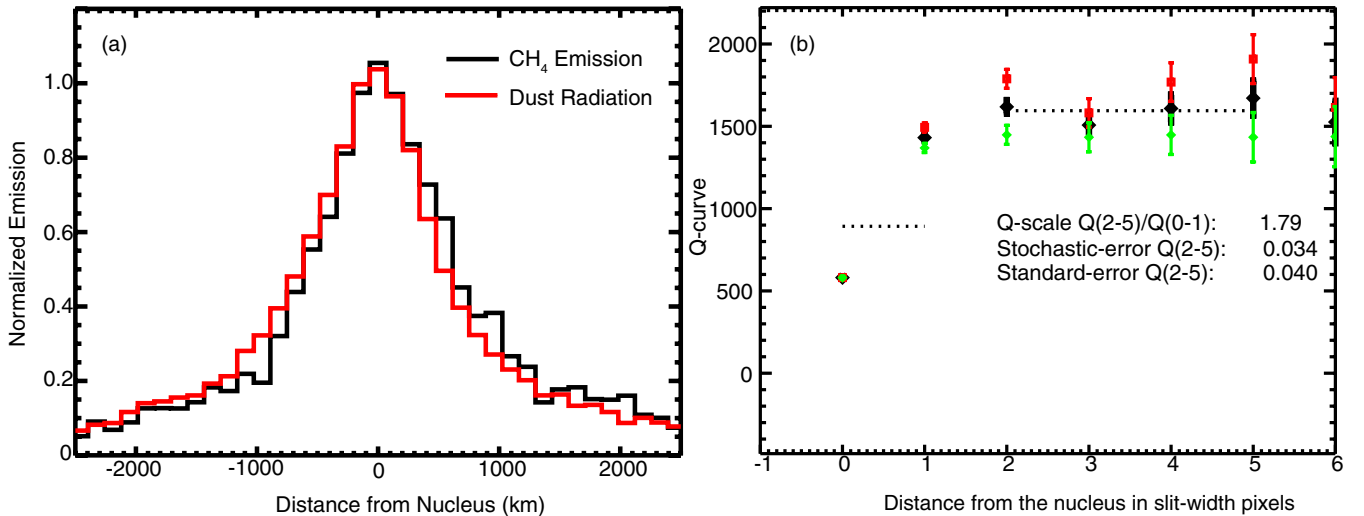 (a)
CH4 Emission
Dust Radiation
Normalized Emission
1.0
0.8
0.6
0.4
0.2
0
-2000
-1000
0
1000
2000
Distance from Nucleus (km)
(b)
Q-curve
2000
1500
1000
500
0
Q-scale Q(2-5)/Q(0-1): 1.79
Stochastic-error Q(2-5): 0.034
Standard-error Q(2-5): 0.040
-1
0
1
2
3
4
5
6
Distance from the nucleus in slit-width pixels